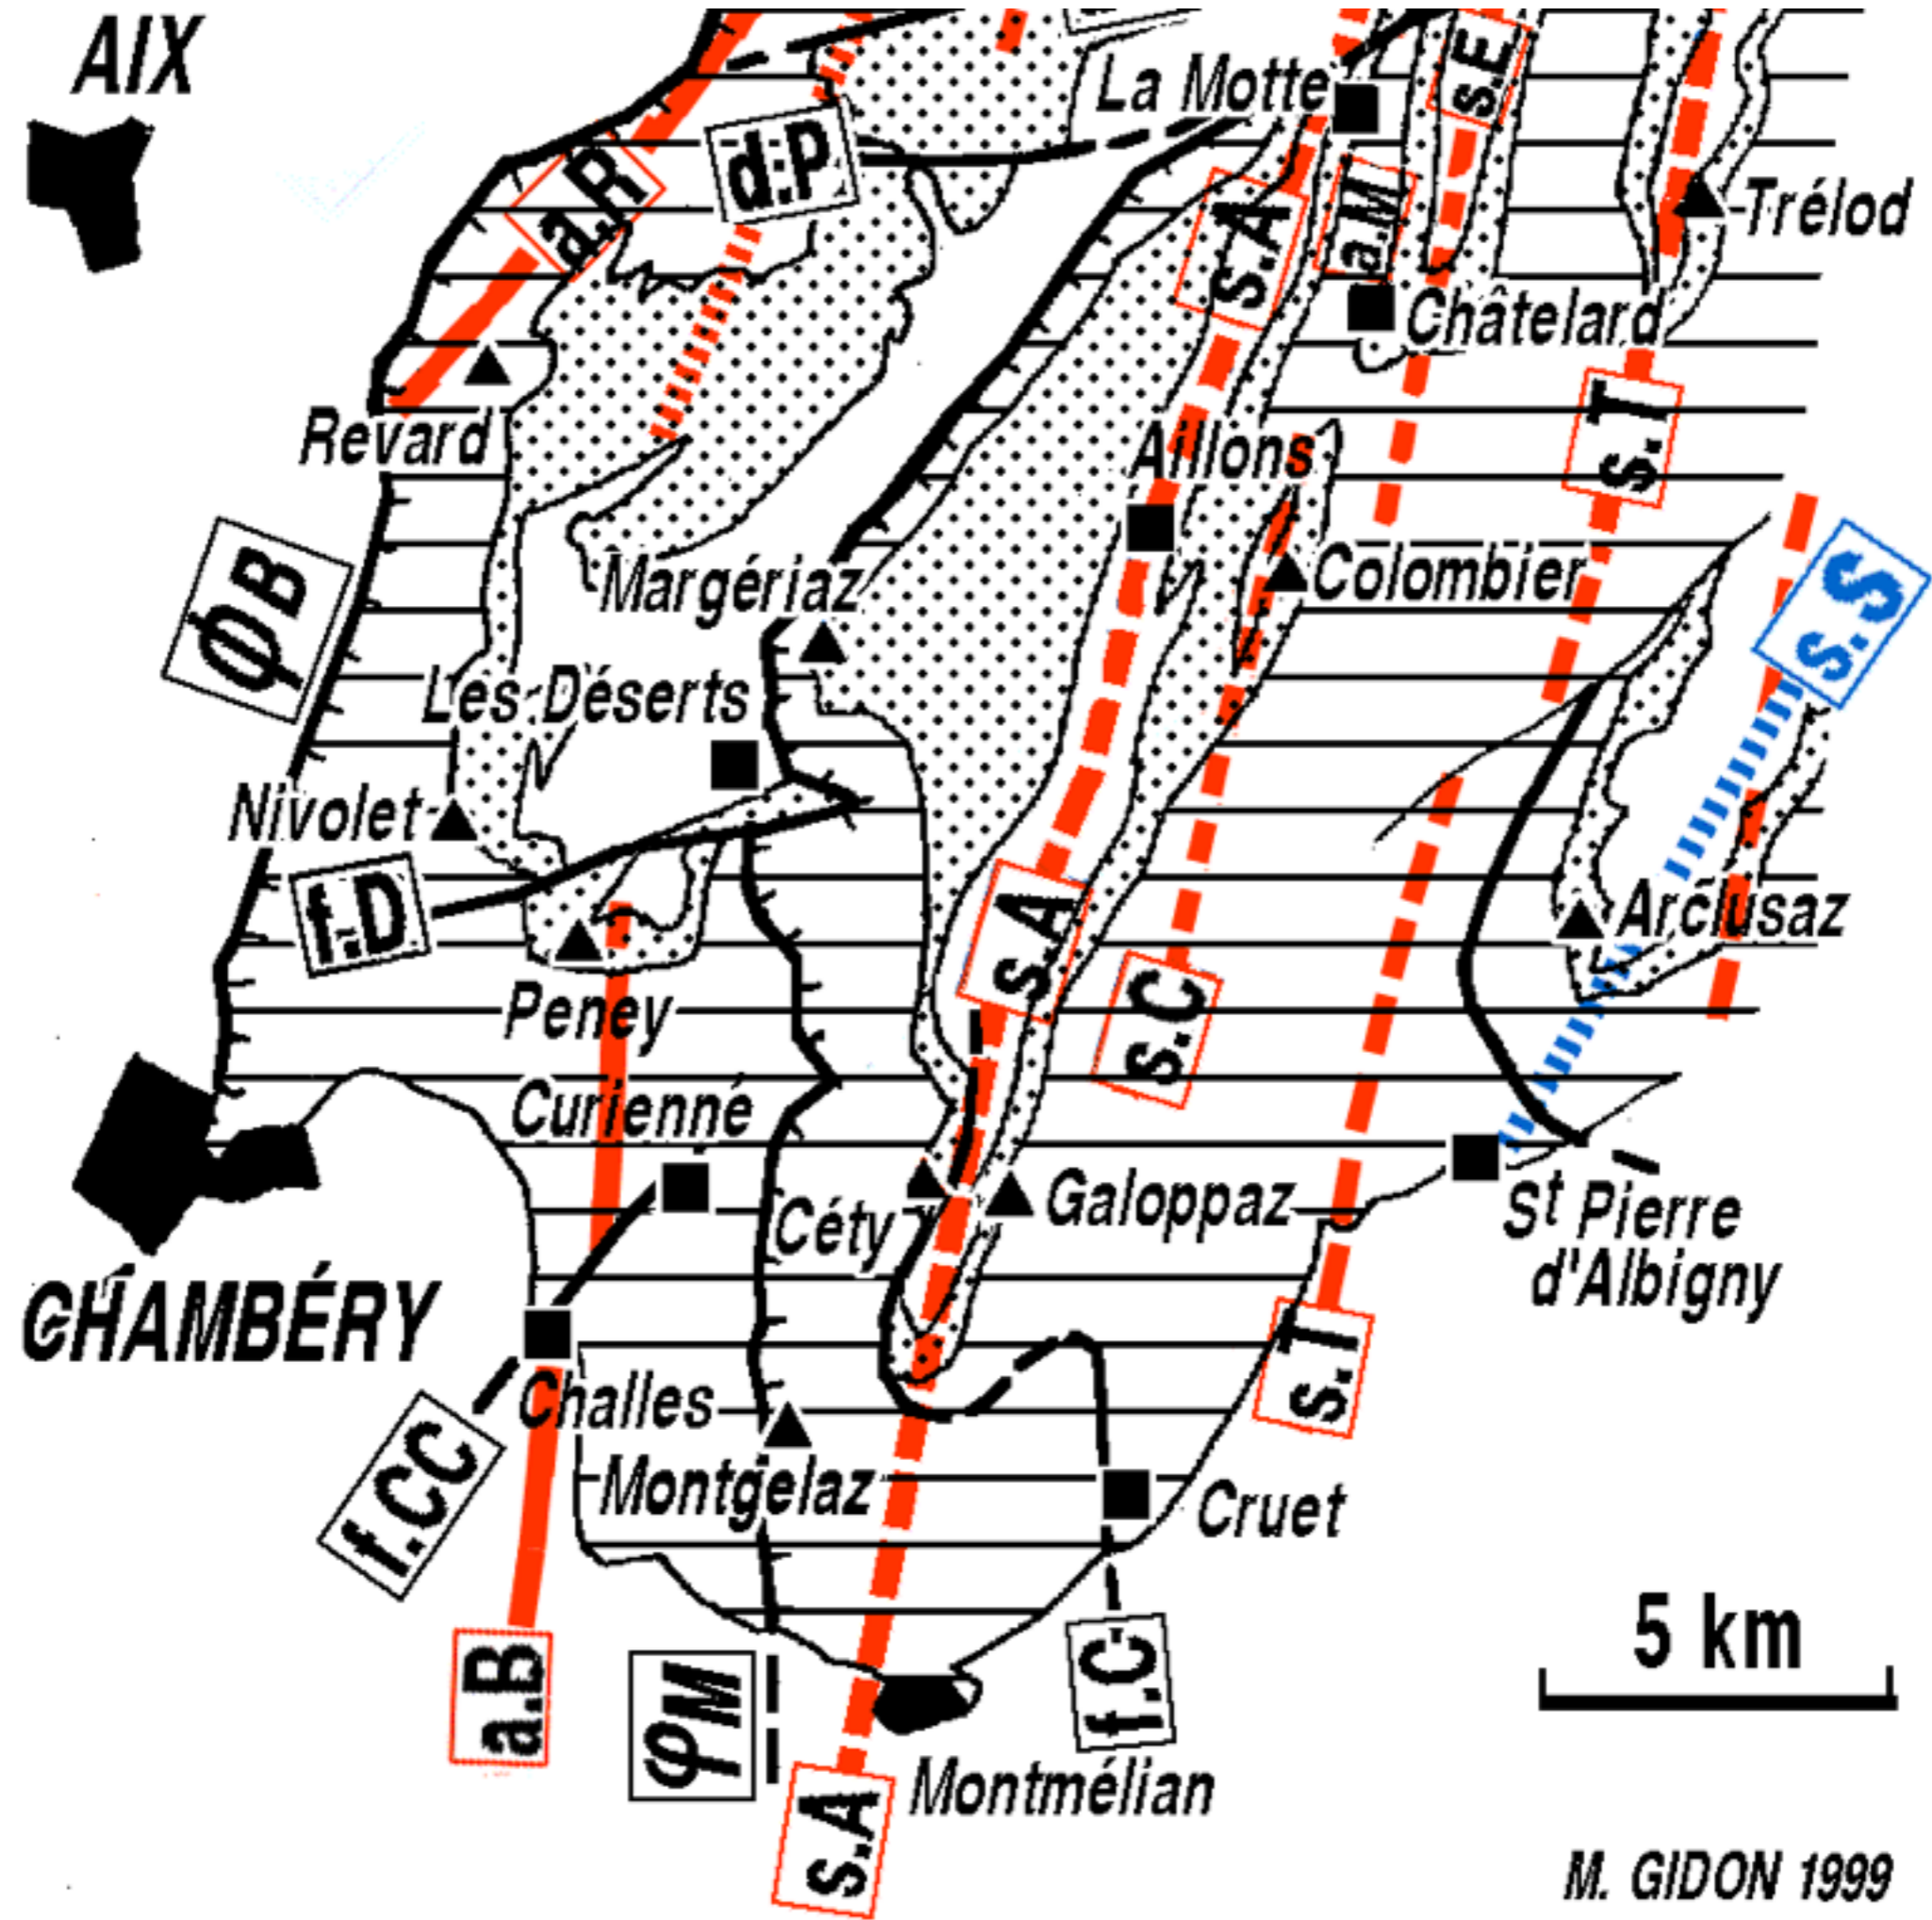 AIX
La Motte
s.E
d:P
a.R
s.A
a.M
Trélod
Châtelard
Revard
s.T
Aillons
ϕB
Margériaz
Colombier
s.S
Les Déserts
Nivolet
f.D
s.A
Arclusaz
Peney
s.C
Curienne
Céty
Galoppaz
St Pierre
d'Albigny
CHAMBÉRY
s.T
Challes
f.CC
Montgelaz
Cruet
5 km
a.B
φM
f.C
Montmélian
s.A
M. GIDON 1999